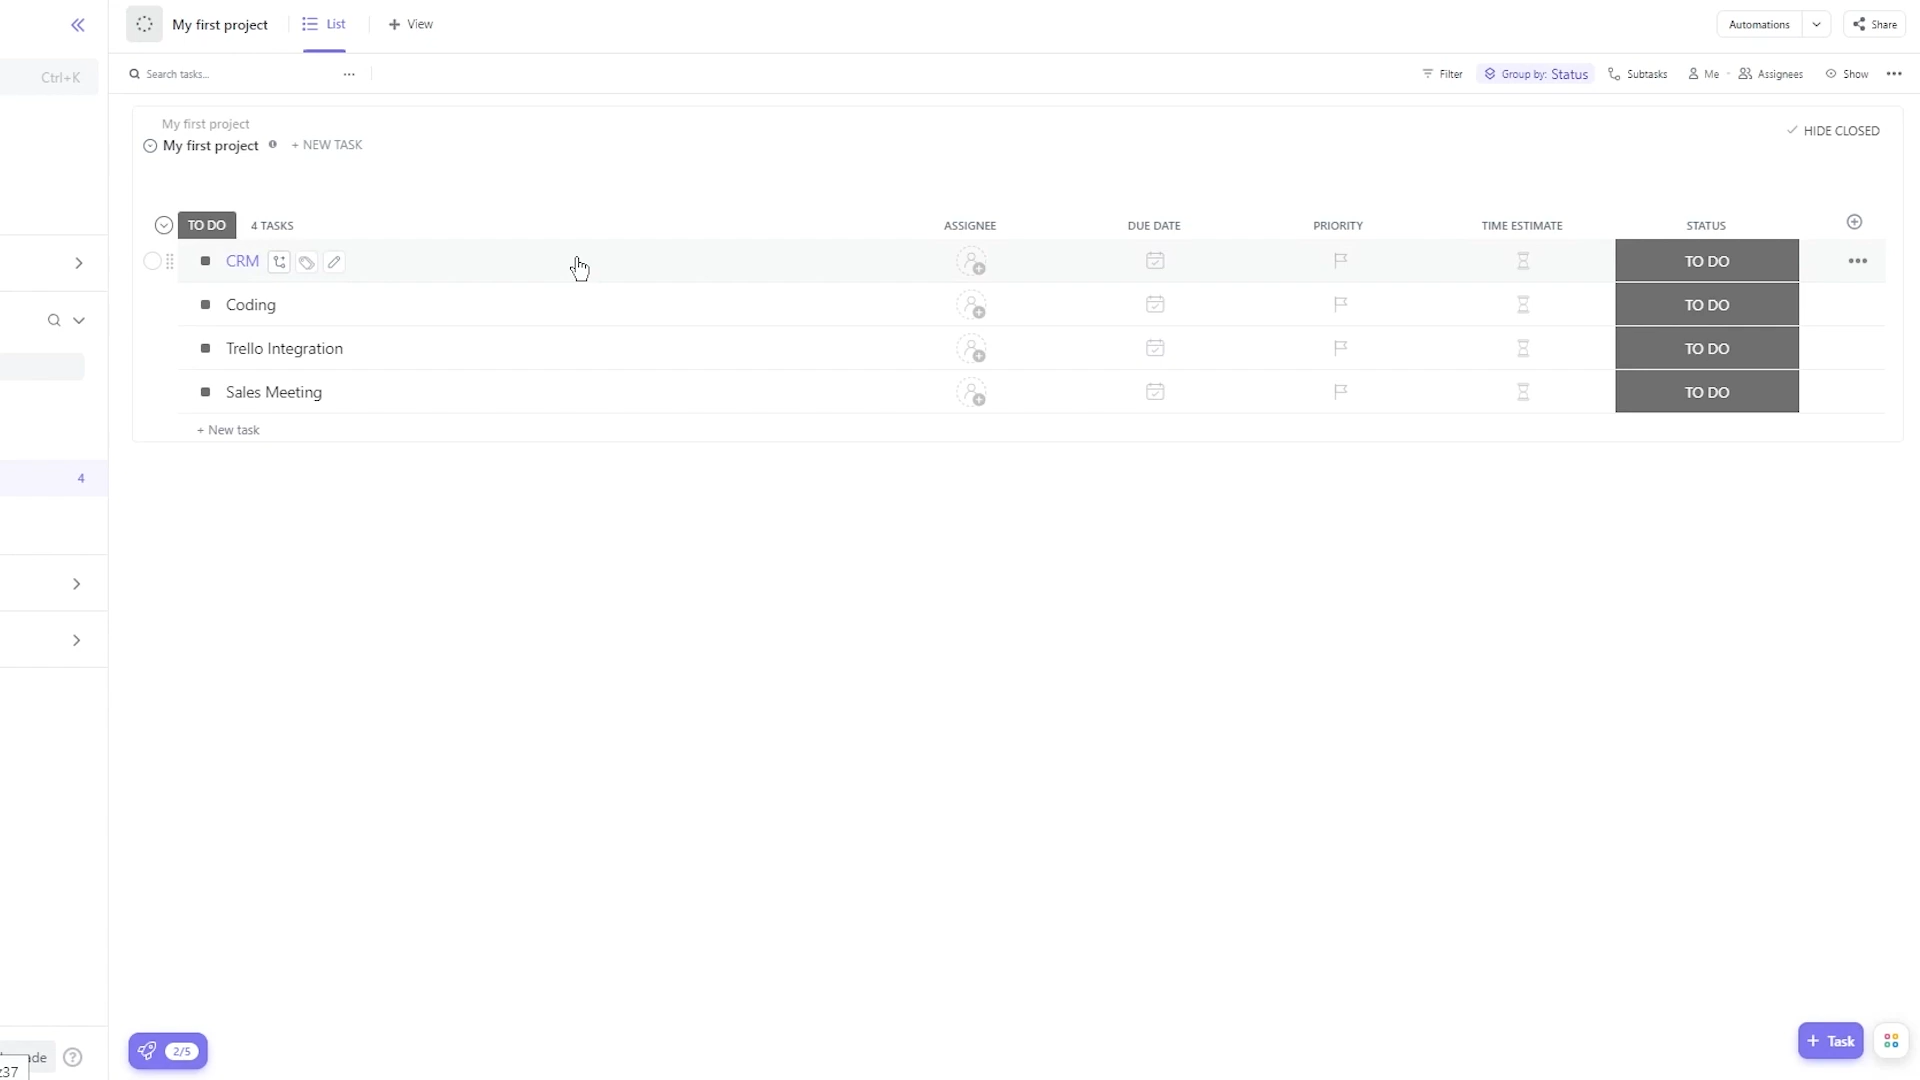 My first project
List
+ View
Automations
Share
Ctrl+K
Search tasks...
Filter
Group by: Status
Subtasks
Me
Assignees
Show
My first project
HIDE CLOSED
My first project
+ NEW TASK
TO DO
4 TASKS
ASSIGNEE
DUE DATE
PRIORITY
TIME ESTIMATE
STATUS
CRM
TO DO
Coding
TO DO
Trello Integration
TO DO
Sales Meeting
TO DO
+ New task
4
2/5
+ Task
ade
z37